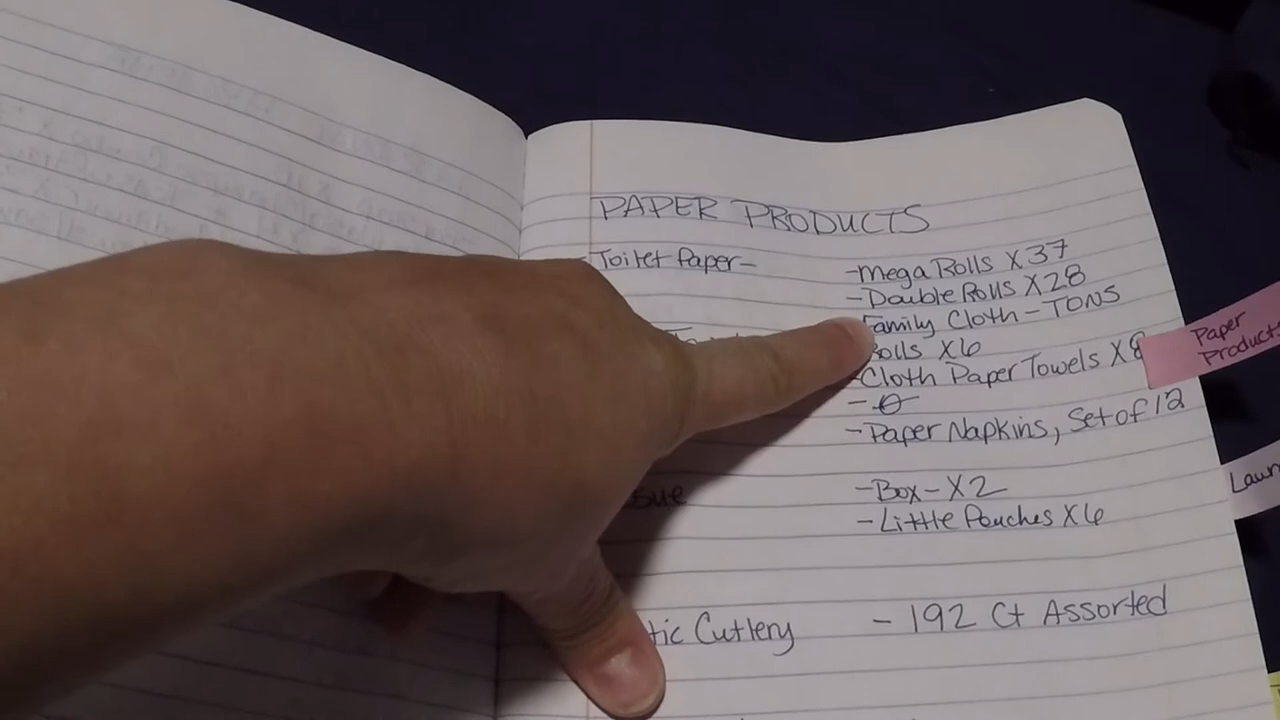 PAPER PRODUCTS
Toilet Paper- -Mega Rolls X 37
-Double Rolls X 28
Family Cloth - TONS
Rolls X6
-Cloth Paper Towels X 8
-Paper Napkins, Set of 12
-Box - X2
-Little Pouches X6
Cutlery - 192 Ct Assorted
Paper
Products